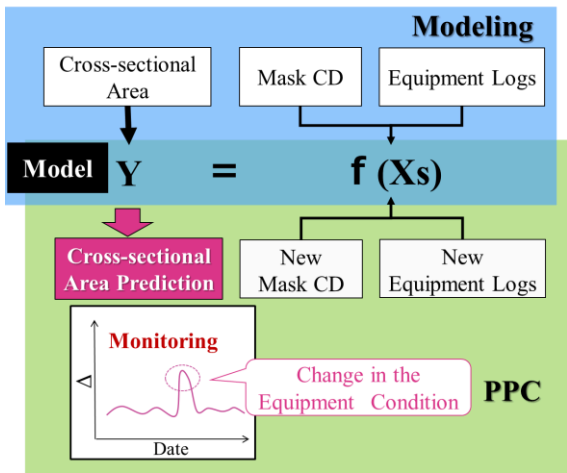 Modeling
Cross-sectional
Area
Mask CD
Equipment Logs
Model
Y = f (Xs)
Cross-sectional
Area Prediction
New
Mask CD
New
Equipment Logs
Monitoring
Δ
Change in the
Equipment Condition
Date
PPC